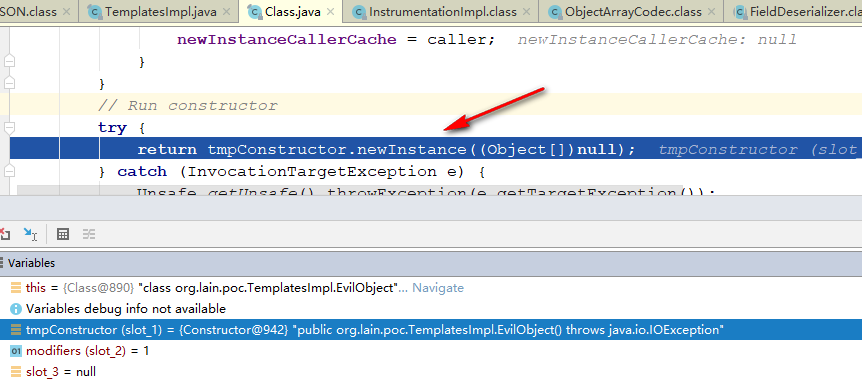 SON.class × TemplatesImpl.java × Class.java × InstrumentationImpl.class × ObjectArrayCodec.class × FieldDeserializer.cla
newInstanceCallerCache = caller; newInstanceCallerCache: null
}
}
// Run constructor
try {
return tmpConstructor.newInstance((Object[])null); tmpConstructor (slot_
} catch (InvocationTargetException e) {
Unsafe.getUnsafe().throwException(e.getTargetException());
Variables
this = {Class@890} "class org.lain.poc.TemplatesImpl.EvilObject"... Navigate
Variables debug info not available
tmpConstructor (slot_1) = {Constructor@942} "public org.lain.poc.TemplatesImpl.EvilObject() throws java.io.IOException"
01 modifiers (slot_2) = 1
slot_3 = null